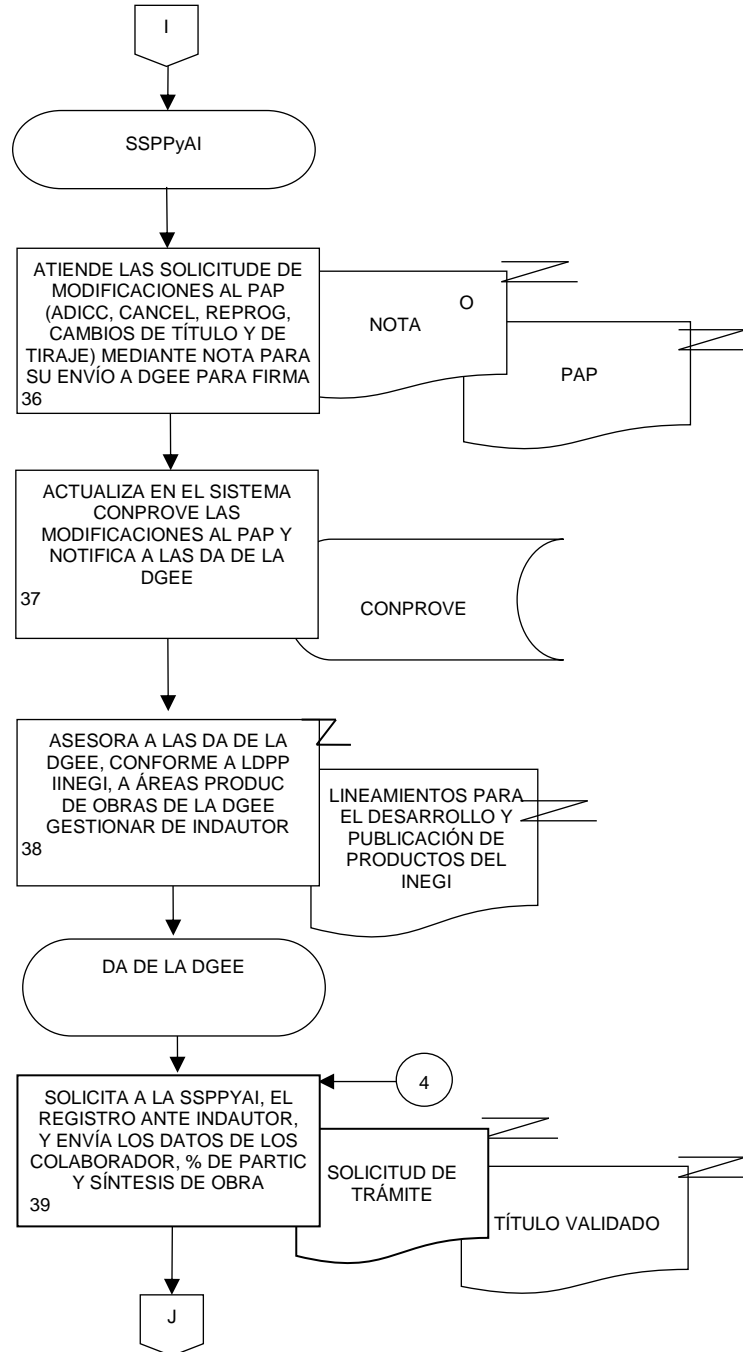 I
SSPPyAI
ATIENDE LAS SOLICITUDE DE
MODIFICACIONES AL PAP
(ADICC, CANCEL, REPROG,
CAMBIOS DE TÍTULO Y DE
TIRAJE) MEDIANTE NOTA PARA
SU ENVÍO A DGEE PARA FIRMA
36
O
NOTA
PAP
ACTUALIZA EN EL SISTEMA
CONPROVE LAS
MODIFICACIONES AL PAP Y
NOTIFICA A LAS DA DE LA
DGEE
37
CONPROVE
ASESORA A LAS DA DE LA
DGEE, CONFORME A LDPP
IINEGI, A ÁREAS PRODUC
DE OBRAS DE LA DGEE
GESTIONAR DE INDAUTOR
38
LINEAMIENTOS PARA
EL DESARROLLO Y
PUBLICACIÓN DE
PRODUCTOS DEL
INEGI
DA DE LA DGEE
4
SOLICITA A LA SSPPYAI, EL
REGISTRO ANTE INDAUTOR,
Y ENVÍA LOS DATOS DE LOS
COLABORADOR, % DE PARTIC
Y SÍNTESIS DE OBRA
39
SOLICITUD DE
TRÁMITE
TÍTULO VALIDADO
J